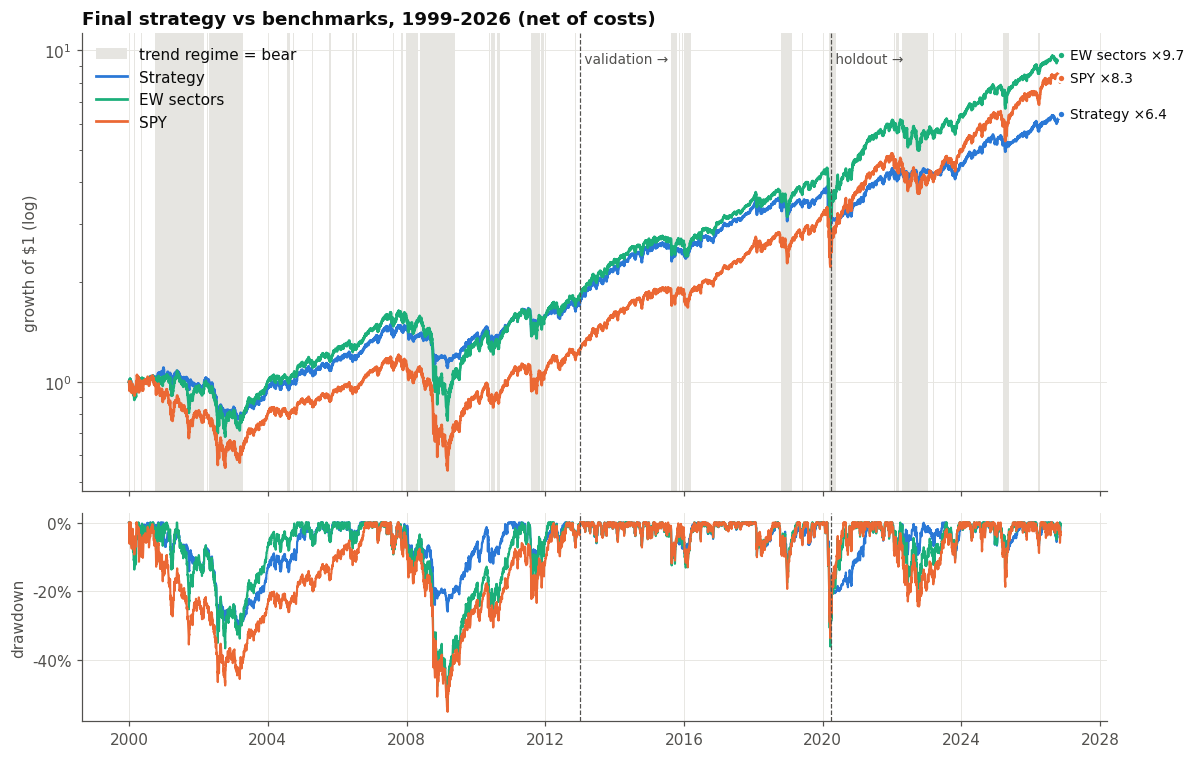 Final strategy vs benchmarks, 1999-2026 (net of costs)
growth of $1 (log)
10¹
10⁰
trend regime = bear
Strategy
EW sectors
SPY
validation →
holdout →
EW sectors ×9.7
SPY ×8.3
Strategy ×6.4
drawdown
0%
-20%
-40%
2000
2004
2008
2012
2016
2020
2024
2028